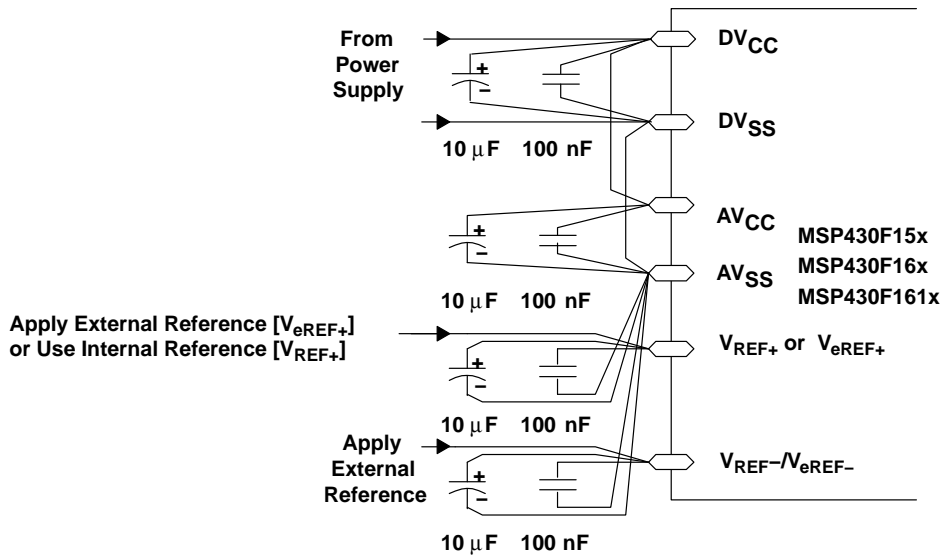 From
Power
Supply
DVCC
+
−
DVSS
10 μF 100 nF
AVCC
+
−
MSP430F15x
MSP430F16x
MSP430F161x
AVSS
10 μF 100 nF
Apply External Reference [VeREF+]
or Use Internal Reference [VREF+]
VREF+ or VeREF+
+
−
10 μF 100 nF
Apply
External
Reference
VREF−/VeREF−
+
−
10 μF 100 nF